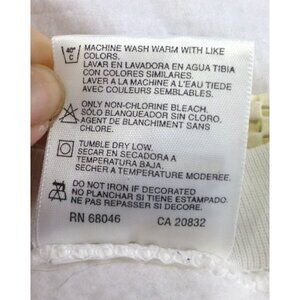 40°
C
MACHINE WASH WARM WITH LIKE
COLORS.
LAVAR EN LAVADORA EN AGUA TIBIA
CON COLORES SIMILARES.
LAVER A LA MACHINE A L'EAU TIEDE
AVEC COULEURS SEMBLABLES.
ONLY NON-CHLORINE BLEACH.
SÓLO BLANQUEADOR SIN CLORO.
AGENT DE BLANCHIMENT SANS
CHLORE.
TUMBLE DRY LOW.
SECAR EN SECADORA A
TEMPERATURA BAJA.
SECHER A TEMPERATURE MODEREE.
DO NOT IRON IF DECORATED
NO PLANCHAR SI TIENE ESTAMPADO.
NE PAS REPASSER SI DECORÉ.
RN 68046 CA 20832